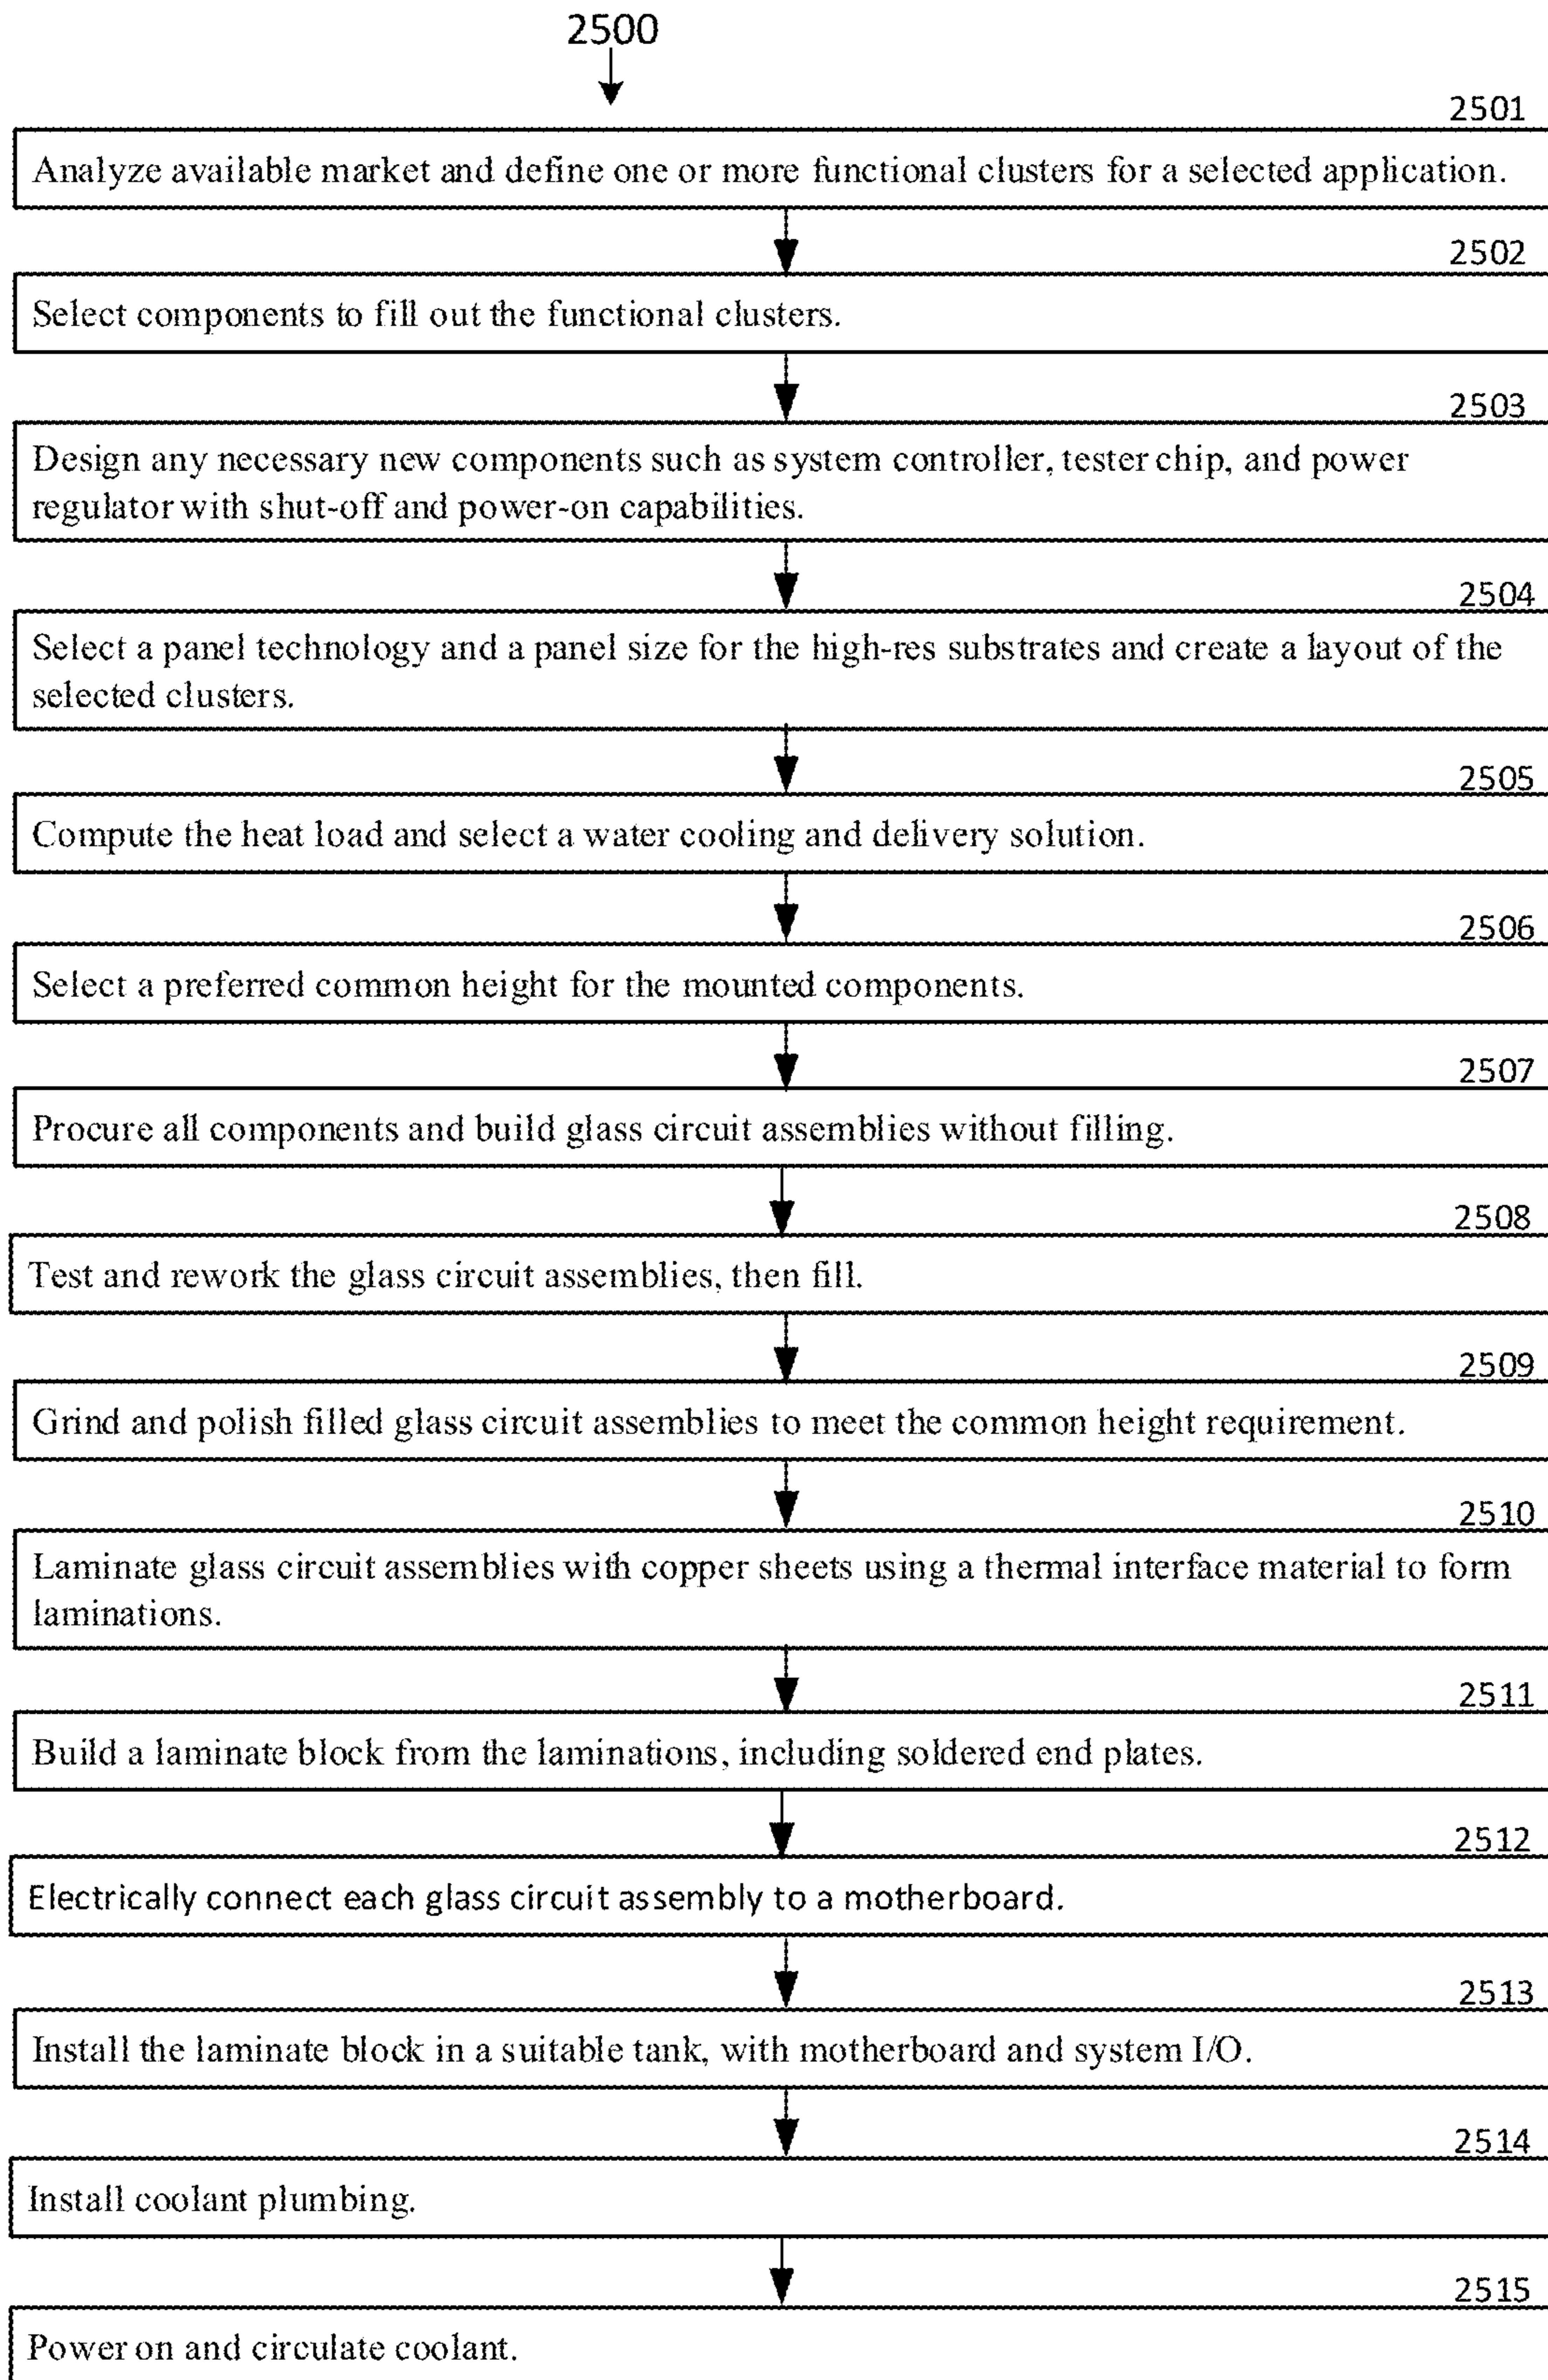 2500
2501
Analyze available market and define one or more functional clusters for a selected application.
2502
Select components to fill out the functional clusters.
2503
Design any necessary new components such as system controller, tester chip, and power
regulator with shut-off and power-on capabilities.
2504
Select a panel technology and a panel size for the high-res substrates and create a layout of the
selected clusters.
2505
Compute the heat load and select a water cooling and delivery solution.
2506
Select a preferred common height for the mounted components.
2507
Procure all components and build glass circuit assemblies without filling.
2508
Test and rework the glass circuit assemblies, then fill.
2509
Grind and polish filled glass circuit assemblies to meet the common height requirement.
2510
Laminate glass circuit assemblies with copper sheets using a thermal interface material to form
laminations.
2511
Build a laminate block from the laminations, including soldered end plates.
2512
Electrically connect each glass circuit assembly to a motherboard.
2513
Install the laminate block in a suitable tank, with motherboard and system I/O.
2514
Install coolant plumbing.
2515
Power on and circulate coolant.